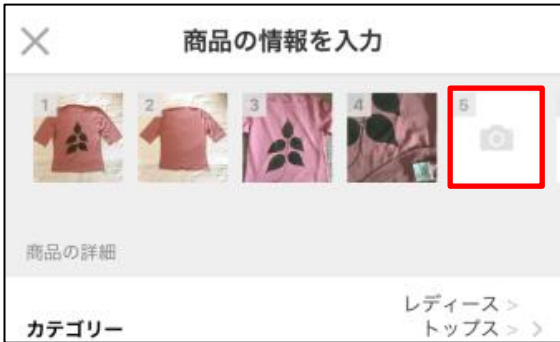 商品の情報を入力
1 2 3 4 5
商品の詳細
レディース >
カテゴリー トップス > >